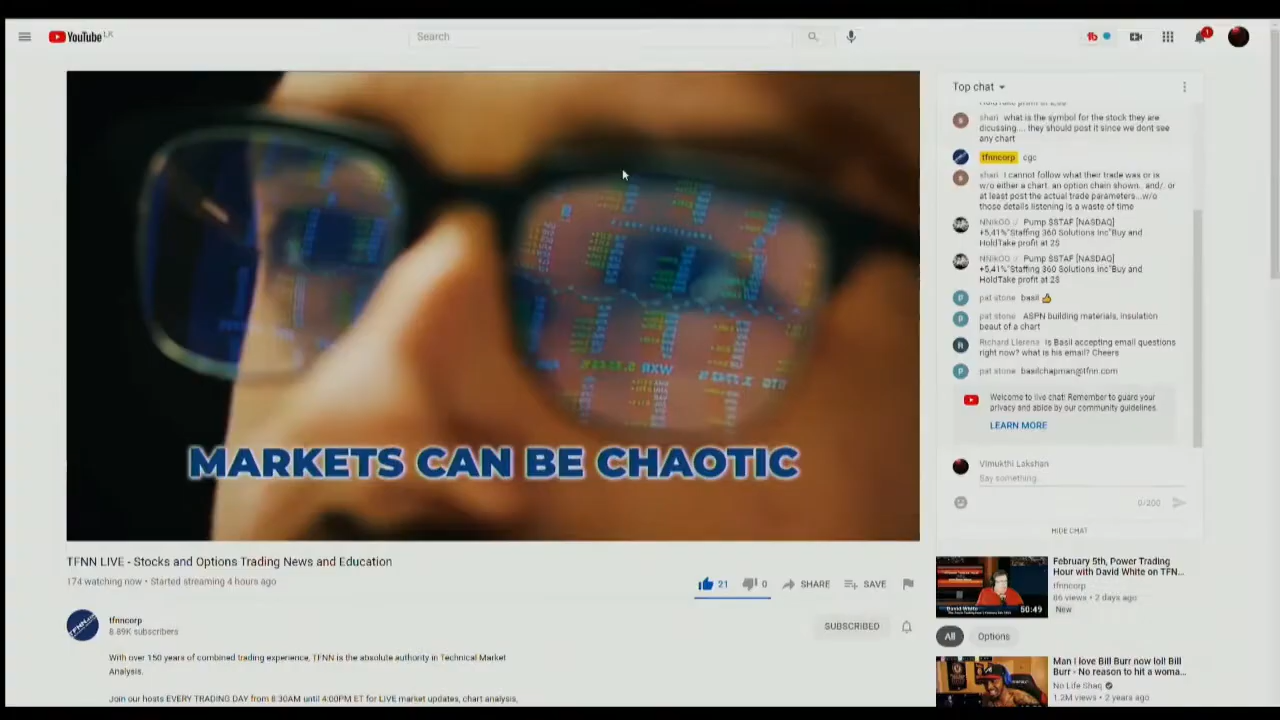 YouTube LK
Search
1
MARKETS CAN BE CHAOTIC
TFNN LIVE - Stocks and Options Trading News and Education
174 watching now • Started streaming 4 hours ago
21
0
SHARE
SAVE
tfnncorp
8.89K subscribers
SUBSCRIBED
With over 150 years of combined trading experience, TFNN is the absolute authority in Technical Market
Analysis.
Join our hosts EVERY TRADING DAY from 8:30AM until 4:00PM ET for LIVE market updates, chart analysis,
Top chat
shari what is the symbol for the stock they are
dicussing.... they should post it since we dont see
any chart
tfnncorp cgc
shari I cannot follow what their trade was or is
w/o either a chart.. an option chain shown.. and/. or
at least post the actual trade parameters...w/o
those details listening is a waste of time
Pump $STAF [NASDAQ]
+5,41%"Staffing 360 Solutions Inc"Buy and
HoldTake profit at 2$
Pump $STAF [NASDAQ]
+5,41%"Staffing 360 Solutions Inc"Buy and
HoldTake profit at 2$
pat stone basil 👍
pat stone ASPN building materials, insulation
beaut of a chart
Richard Llerena Is Basil accepting email questions
right now? what is his email? Cheers
pat stone basilchapman@tfnn.com
Welcome to live chat! Remember to guard your
privacy and abide by our community guidelines.
LEARN MORE
Vimukthi Lakshan
Say something...
0/200
HIDE CHAT
February 5th, Power Trading
Hour with David White on TFN...
tfnncorp
86 views • 2 days ago
New
David White
50:49
All
Options
Man I love Bill Burr now lol! Bill
Burr - No reason to hit a woma...
No Life Shaq
1.2M views • 2 years ago